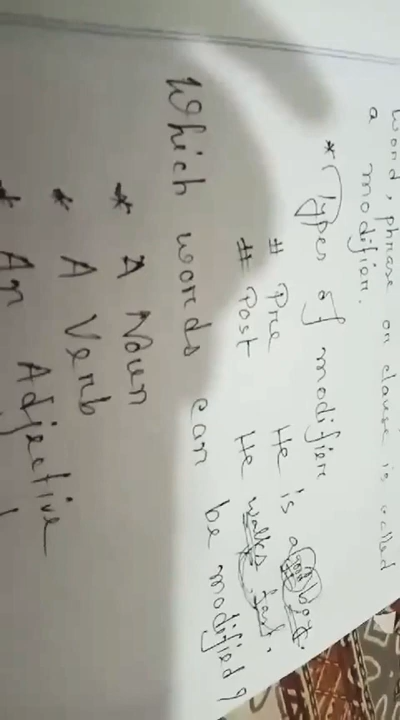 word, phrase or clause is called
a modifier.
* Types of modifier
# Pre He is a good boy.
# Post He walks fast.
Which words can be modified?
* A Noun
* A Verb
* An Adjective